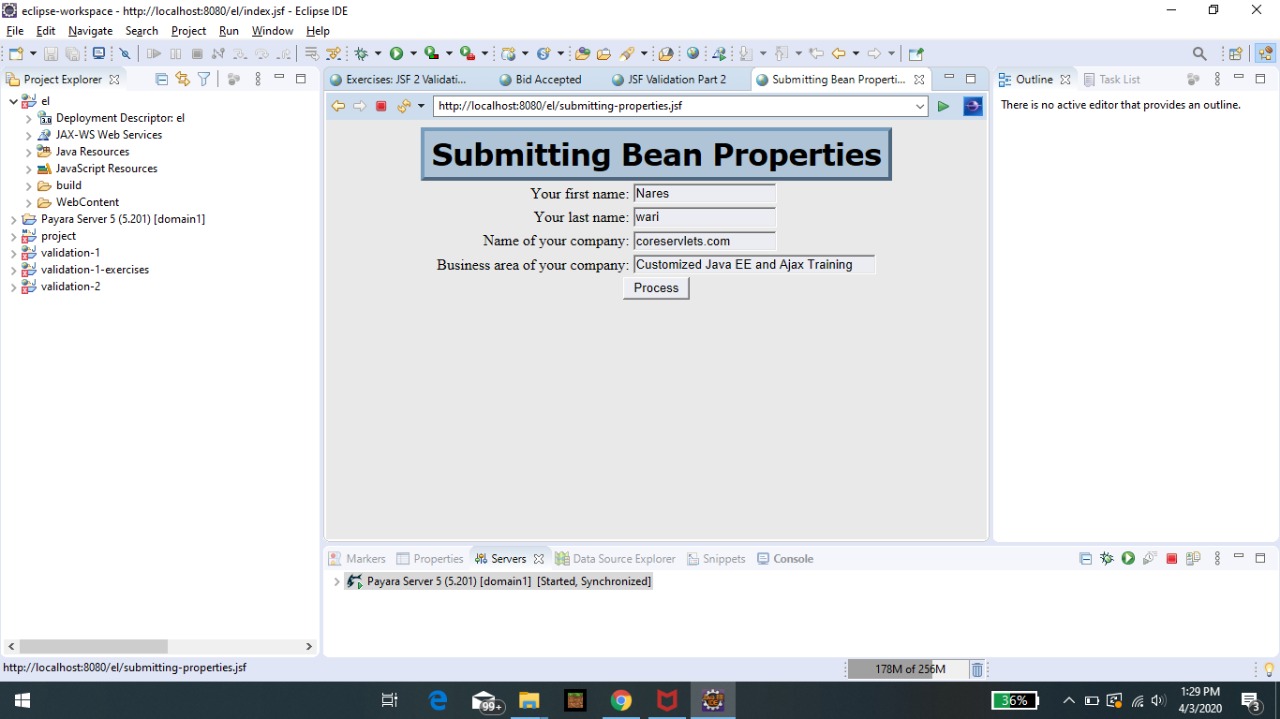 eclipse-workspace - http://localhost:8080/el/index.jsf - Eclipse IDE
File Edit Navigate Search Project Run Window Help
Project Explorer
el
Deployment Descriptor: el
JAX-WS Web Services
Java Resources
JavaScript Resources
build
WebContent
Payara Server 5 (5.201) [domain1]
project
validation-1
validation-1-exercises
validation-2
Exercises: JSF 2 Validati...
Bid Accepted
JSF Validation Part 2
Submitting Bean Properti...
http://localhost:8080/el/submitting-properties.jsf
Submitting Bean Properties
Your first name: Nares
Your last name: wari
Name of your company: coreservlets.com
Business area of your company: Customized Java EE and Ajax Training
Process
Outline
Task List
There is no active editor that provides an outline.
Markers
Properties
Servers
Data Source Explorer
Snippets
Console
Payara Server 5 (5.201) [domain1] [Started, Synchronized]
http://localhost:8080/el/submitting-properties.jsf
178M of 256M
99+
36%
1:29 PM
4/3/2020
3